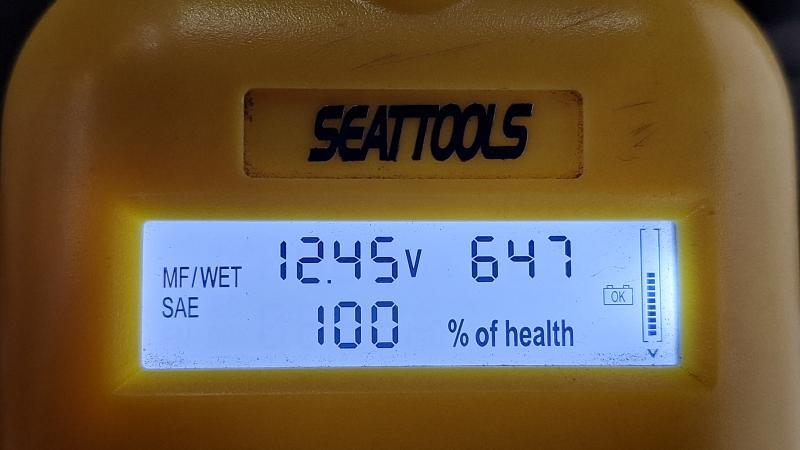 SEATTOOLS
MF/WET 12.45V 647
SAE 100 % of health
OK
V